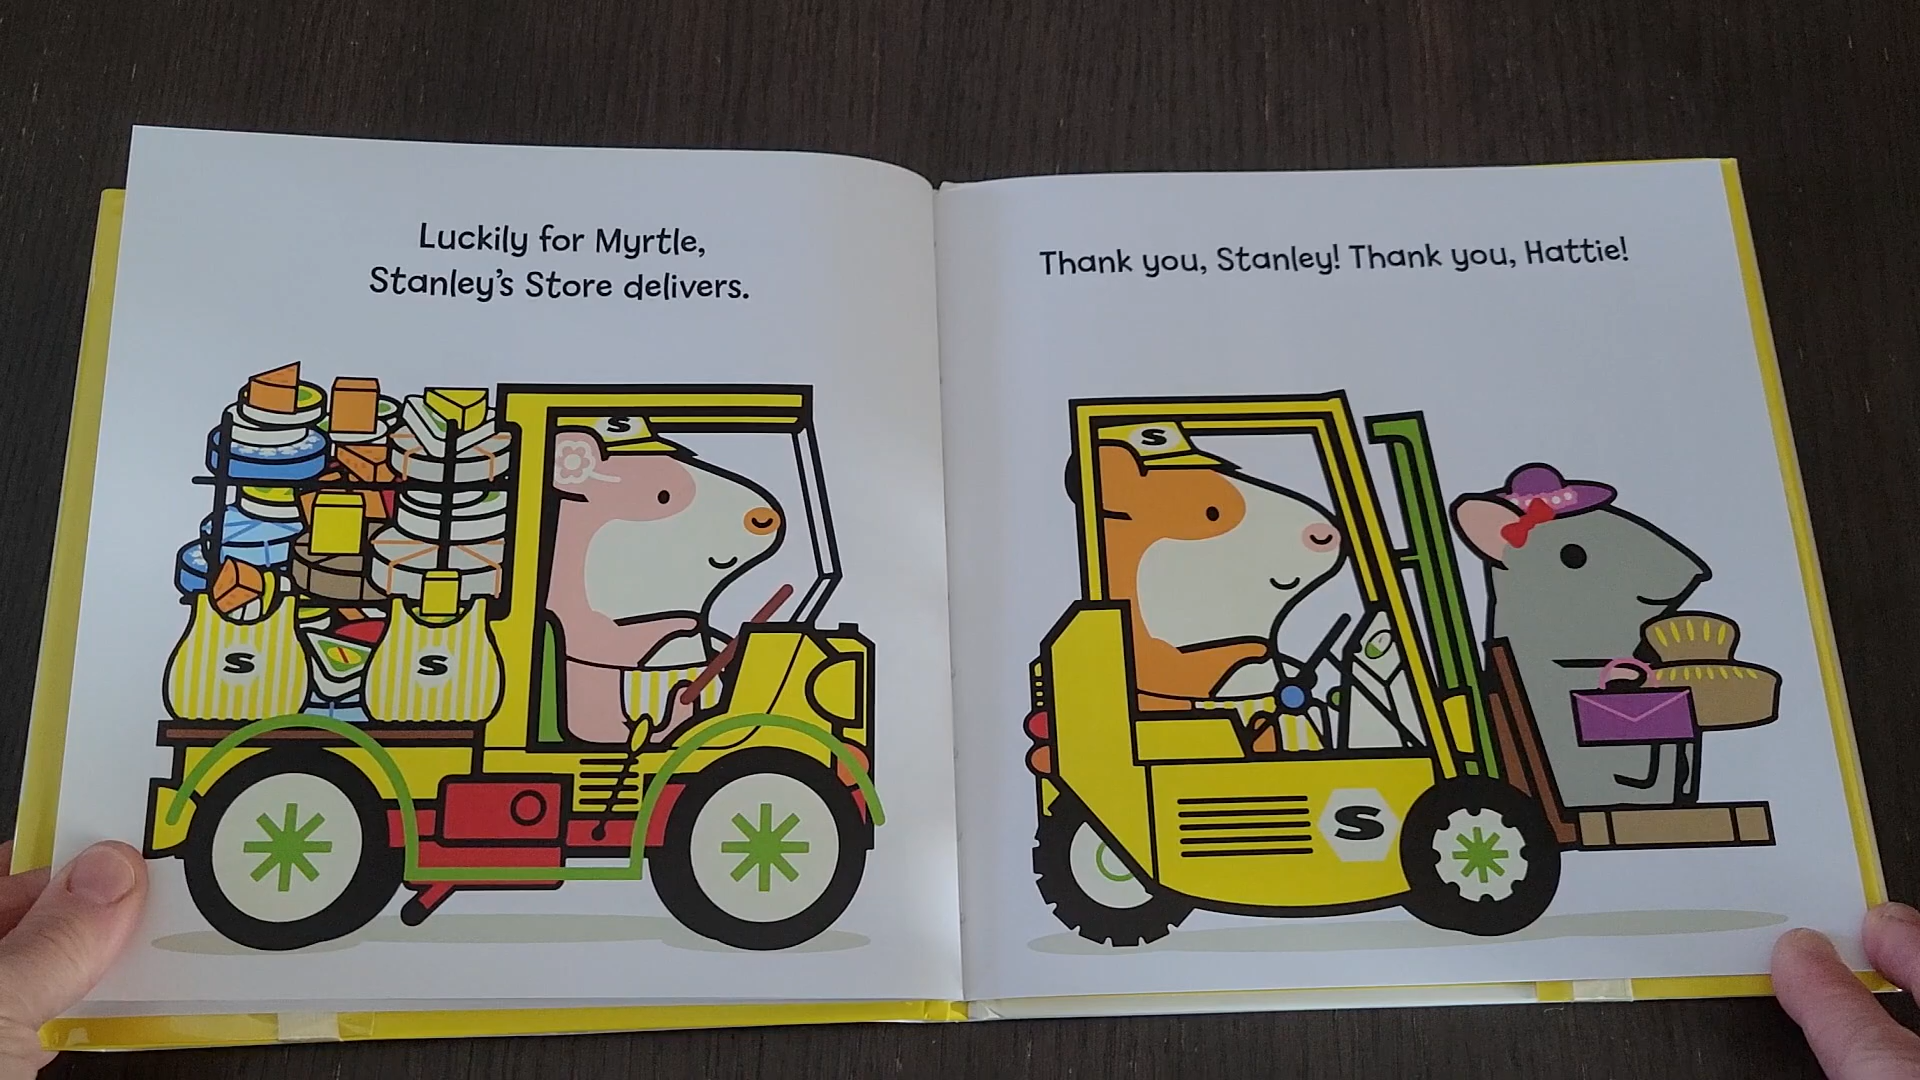 Luckily for Myrtle,
Stanley's Store delivers.
S
S
S
Thank you, Stanley! Thank you, Hattie!
S
S